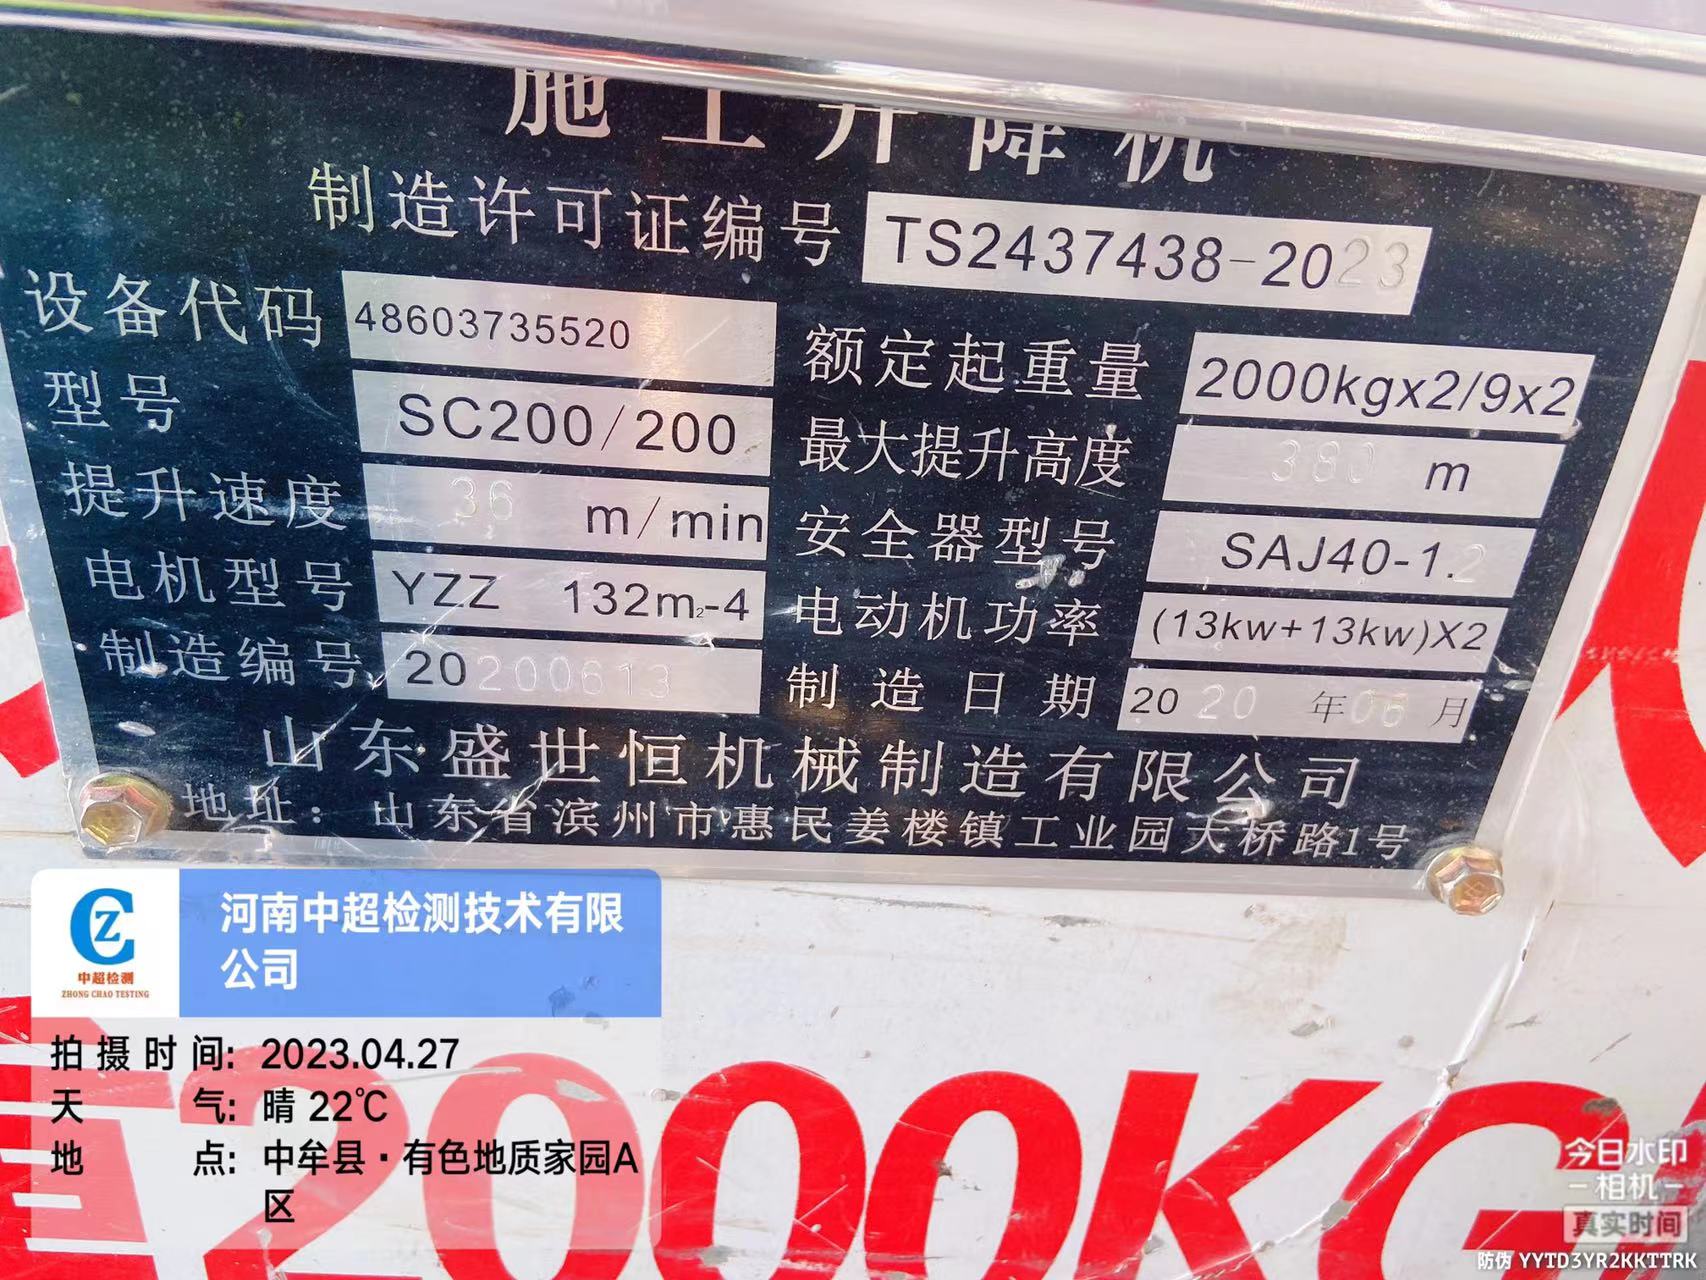 施工升降机
制造许可证编号 TS2437438-2023
设备代码 48603735520 额定起重量 2000kgx2/9x2
型号 SC200/200 最大提升高度 380 m
提升速度 36 m/min 安全器型号 SAJ40-1.2
电机型号 YZZ 132m₂-4 电动机功率 (13kw+13kw)X2
制造编号 20200613 制造日期 2020年06月
山东盛世恒机械制造有限公司
地址：山东省滨州市惠民姜楼镇工业园大桥路1号
CZ
中超检测
ZHONG CHAO TESTING
河南中超检测技术有限
公司
拍摄时间: 2023.04.27
天气: 晴 22℃
地点: 中牟县·有色地质家园A
区
2000KG
今日水印
-相机-
真实时间
防伪 YYTD3YR2KKTTRK